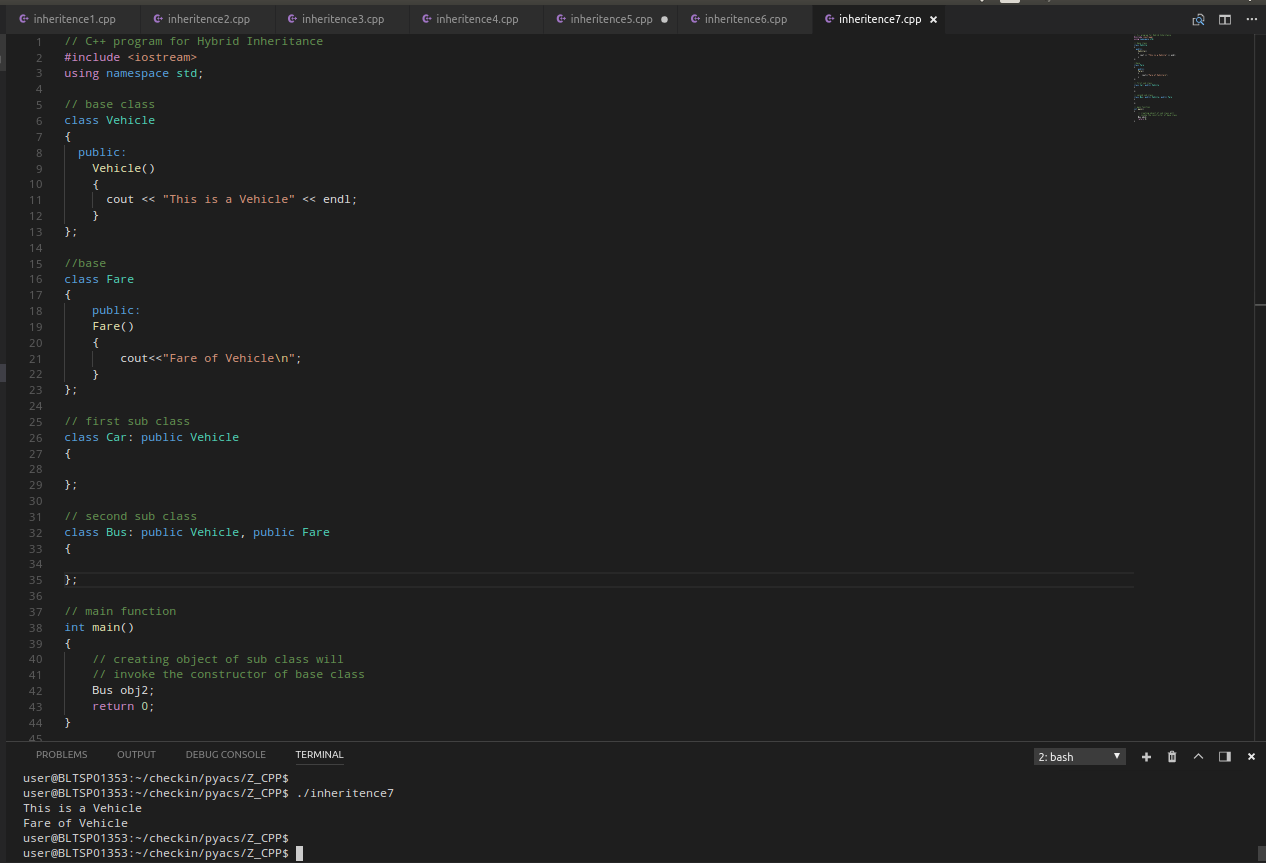 inheritence1.cpp inheritence2.cpp inheritence3.cpp inheritence4.cpp inheritence5.cpp inheritence6.cpp inheritence7.cpp
1 // C++ program for Hybrid Inheritance
2 #include <iostream>
3 using namespace std;
4
5 // base class
6 class Vehicle
7 {
8 public:
9 Vehicle()
10 {
11 cout << "This is a Vehicle" << endl;
12 }
13 };
14
15 //base
16 class Fare
17 {
18 public:
19 Fare()
20 {
21 cout<<"Fare of Vehicle\n";
22 }
23 };
24
25 // first sub class
26 class Car: public Vehicle
27 {
28
29 };
30
31 // second sub class
32 class Bus: public Vehicle, public Fare
33 {
34
35 };
36
37 // main function
38 int main()
39 {
40 // creating object of sub class will
41 // invoke the constructor of base class
42 Bus obj2;
43 return 0;
44 }
45
PROBLEMS OUTPUT DEBUG CONSOLE TERMINAL 2: bash
user@BLTSP01353:~/checkin/pyacs/Z_CPP$
user@BLTSP01353:~/checkin/pyacs/Z_CPP$ ./inheritence7
This is a Vehicle
Fare of Vehicle
user@BLTSP01353:~/checkin/pyacs/Z_CPP$
user@BLTSP01353:~/checkin/pyacs/Z_CPP$